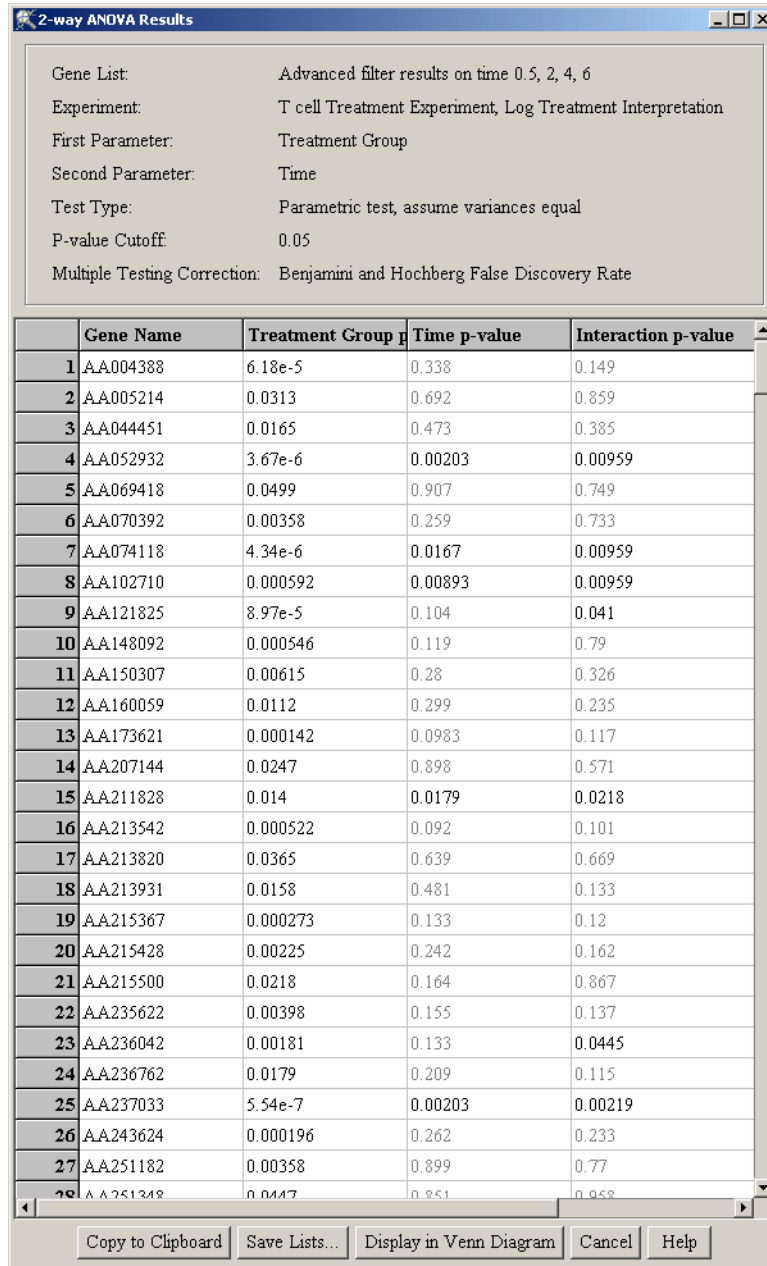 2-way ANOVA Results
Gene List: Advanced filter results on time 0.5, 2, 4, 6
Experiment: T cell Treatment Experiment, Log Treatment Interpretation
First Parameter: Treatment Group
Second Parameter: Time
Test Type: Parametric test, assume variances equal
P-value Cutoff: 0.05
Multiple Testing Correction: Benjamini and Hochberg False Discovery Rate
Gene Name Treatment Group p Time p-value Interaction p-value
1 AA004388 6.18e-5 0.338 0.149
2 AA005214 0.0313 0.692 0.859
3 AA044451 0.0165 0.473 0.385
4 AA052932 3.67e-6 0.00203 0.00959
5 AA069418 0.0499 0.907 0.749
6 AA070392 0.00358 0.259 0.733
7 AA074118 4.34e-6 0.0167 0.00959
8 AA102710 0.000592 0.00893 0.00959
9 AA121825 8.97e-5 0.104 0.041
10 AA148092 0.000546 0.119 0.79
11 AA150307 0.00615 0.28 0.326
12 AA160059 0.0112 0.299 0.235
13 AA173621 0.000142 0.0983 0.117
14 AA207144 0.0247 0.898 0.571
15 AA211828 0.014 0.0179 0.0218
16 AA213542 0.000522 0.092 0.101
17 AA213820 0.0365 0.639 0.669
18 AA213931 0.0158 0.481 0.133
19 AA215367 0.000273 0.133 0.12
20 AA215428 0.00225 0.242 0.162
21 AA215500 0.0218 0.164 0.867
22 AA235622 0.00398 0.155 0.137
23 AA236042 0.00181 0.133 0.0445
24 AA236762 0.0179 0.209 0.115
25 AA237033 5.54e-7 0.00203 0.00219
26 AA243624 0.000196 0.262 0.233
27 AA251182 0.00358 0.899 0.77
28 AA251348 0.0447 0.851 0.958
Copy to Clipboard Save Lists... Display in Venn Diagram Cancel Help